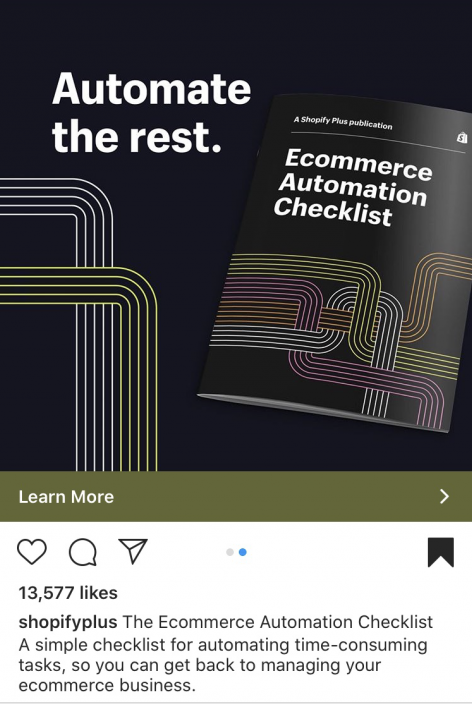 Automate
the rest.
A Shopify Plus publication
Ecommerce
Automation
Checklist
Learn More
13,577 likes
shopifyplus The Ecommerce Automation Checklist
A simple checklist for automating time-consuming
tasks, so you can get back to managing your
ecommerce business.